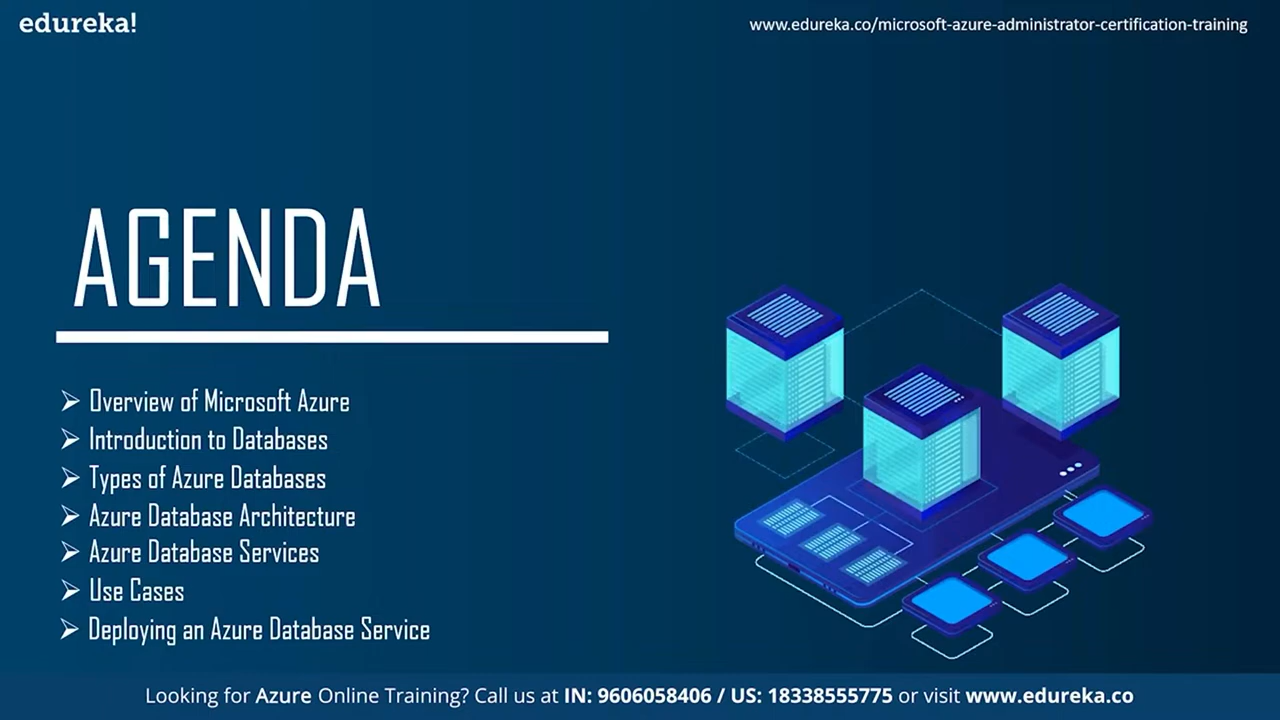 edureka!
www.edureka.co/microsoft-azure-administrator-certification-training
AGENDA
➢ Overview of Microsoft Azure
➢ Introduction to Databases
➢ Types of Azure Databases
➢ Azure Database Architecture
➢ Azure Database Services
➢ Use Cases
➢ Deploying an Azure Database Service
Looking for Azure Online Training? Call us at IN: 9606058406 / US: 18338555775 or visit www.edureka.co